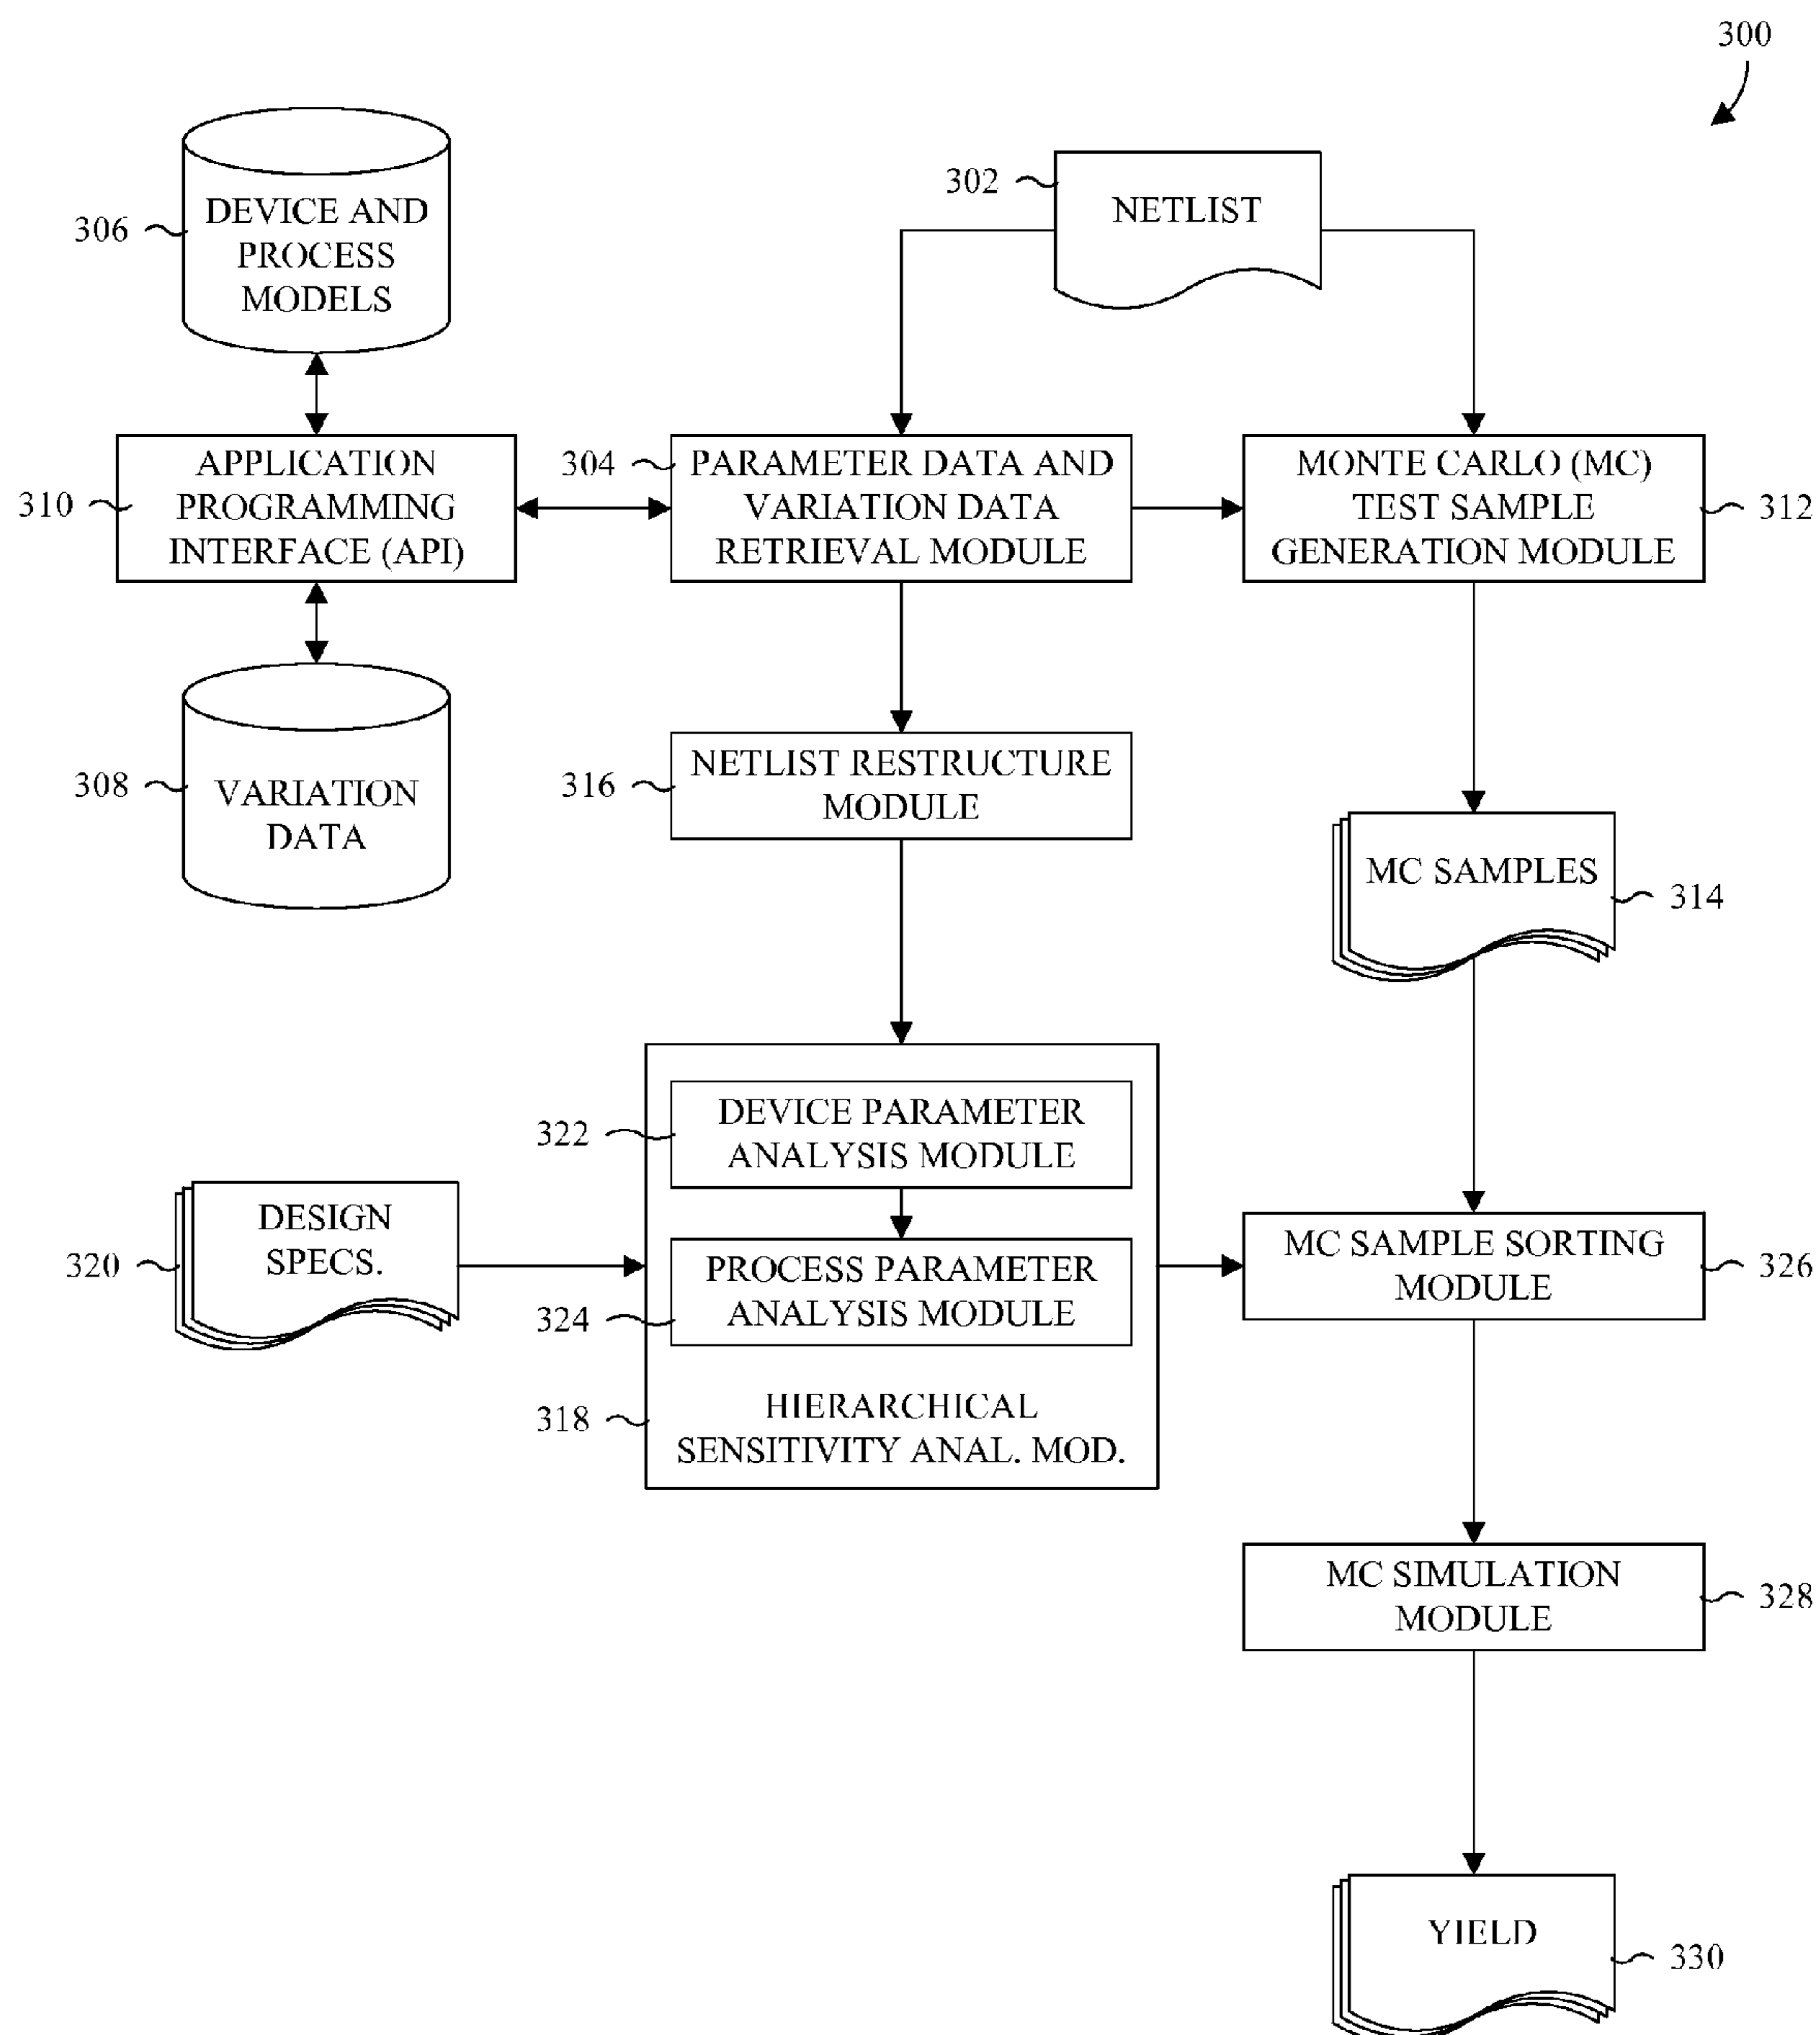 300
302
NETLIST
306
DEVICE AND
PROCESS
MODELS
310
APPLICATION
PROGRAMMING
INTERFACE (API)
304
PARAMETER DATA AND
VARIATION DATA
RETRIEVAL MODULE
MONTE CARLO (MC)
TEST SAMPLE
GENERATION MODULE
312
308
VARIATION
DATA
316
NETLIST RESTRUCTURE
MODULE
MC SAMPLES
314
322
DEVICE PARAMETER
ANALYSIS MODULE
320
DESIGN
SPECS.
324
PROCESS PARAMETER
ANALYSIS MODULE
318
HIERARCHICAL
SENSITIVITY ANAL. MOD.
MC SAMPLE SORTING
MODULE
326
MC SIMULATION
MODULE
328
YIELD
330